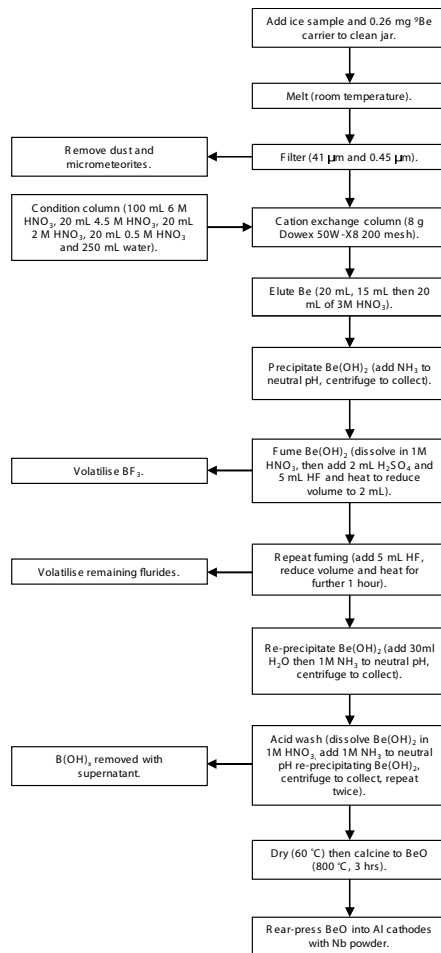 Add ice sample and 0.26 mg ⁹Be
carrier to clean jar.
Melt (room temperature).
Remove dust and
micrometeorites.
Filter (41 µm and 0.45 µm).
Condition column (100 mL 6 M
HNO₃, 20 mL 4.5 M HNO₃, 20 mL
2 M HNO₃, 20 mL 0.5 M HNO₃
and 250 mL water).
Cation exchange column (8 g
Dowex 50W-X8 200 mesh).
Elute Be (20 mL, 15 mL then 20
mL of 3M HNO₃).
Precipitate Be(OH)₂ (add NH₃ to
neutral pH, centrifuge to collect).
Fume Be(OH)₂ (dissolve in 1M
HNO₃, then add 2 mL H₂SO₄ and
5 mL HF and heat to reduce
volume to 2 mL).
Volatilise BF₃.
Repeat fuming (add 5 mL HF,
reduce volume and heat for
further 1 hour).
Volatilise remaining flurides.
Re-precipitate Be(OH)₂ (add 30ml
H₂O then 1M NH₃ to neutral pH,
centrifuge to collect).
Acid wash (dissolve Be(OH)₂ in
1M HNO₃, add 1M NH₃ to neutral
pH re-precipitating Be(OH)₂,
centrifuge to collect, repeat
twice).
B(OH)ₓ removed with
supernatant.
Dry (60 °C) then calcine to BeO
(800 °C, 3 hrs).
Rear-press BeO into Al cathodes
with Nb powder.